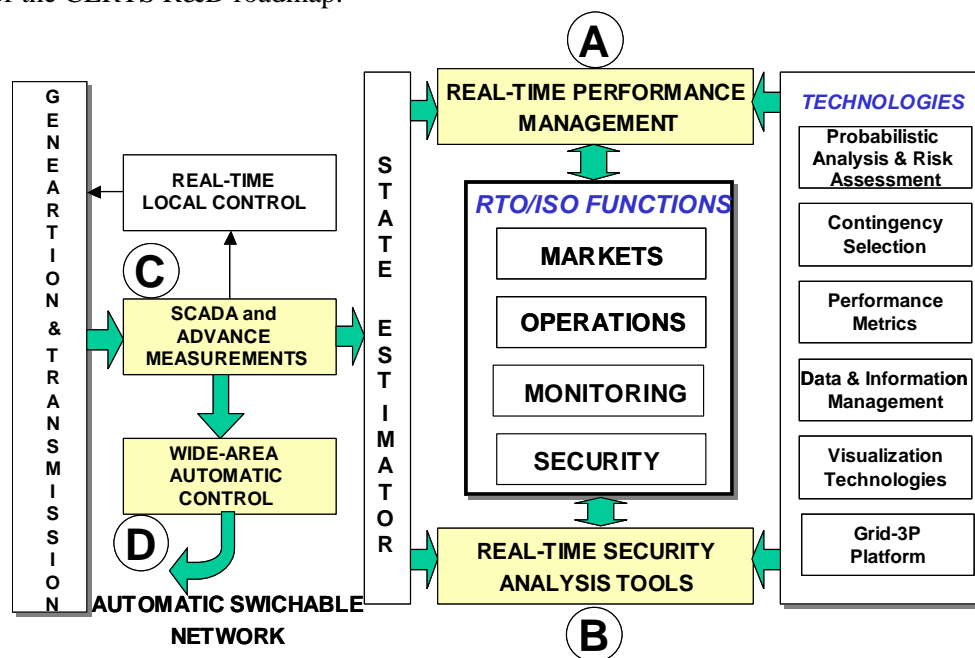 the CERTS R&D roadmap.
A
GENEARTION & TRANSMISSION
REAL-TIME
LOCAL CONTROL
C
SCADA and
ADVANCE
MEASUREMENTS
WIDE-AREA
AUTOMATIC
CONTROL
D
AUTOMATIC SWICHABLE
NETWORK
STATE ESTIMATOR
REAL-TIME PERFORMANCE
MANAGEMENT
RTO/ISO FUNCTIONS
MARKETS
OPERATIONS
MONITORING
SECURITY
REAL-TIME SECURITY
ANALYSIS TOOLS
B
TECHNOLOGIES
Probabilistic
Analysis & Risk
Assessment
Contingency
Selection
Performance
Metrics
Data & Information
Management
Visualization
Technologies
Grid-3P
Platform